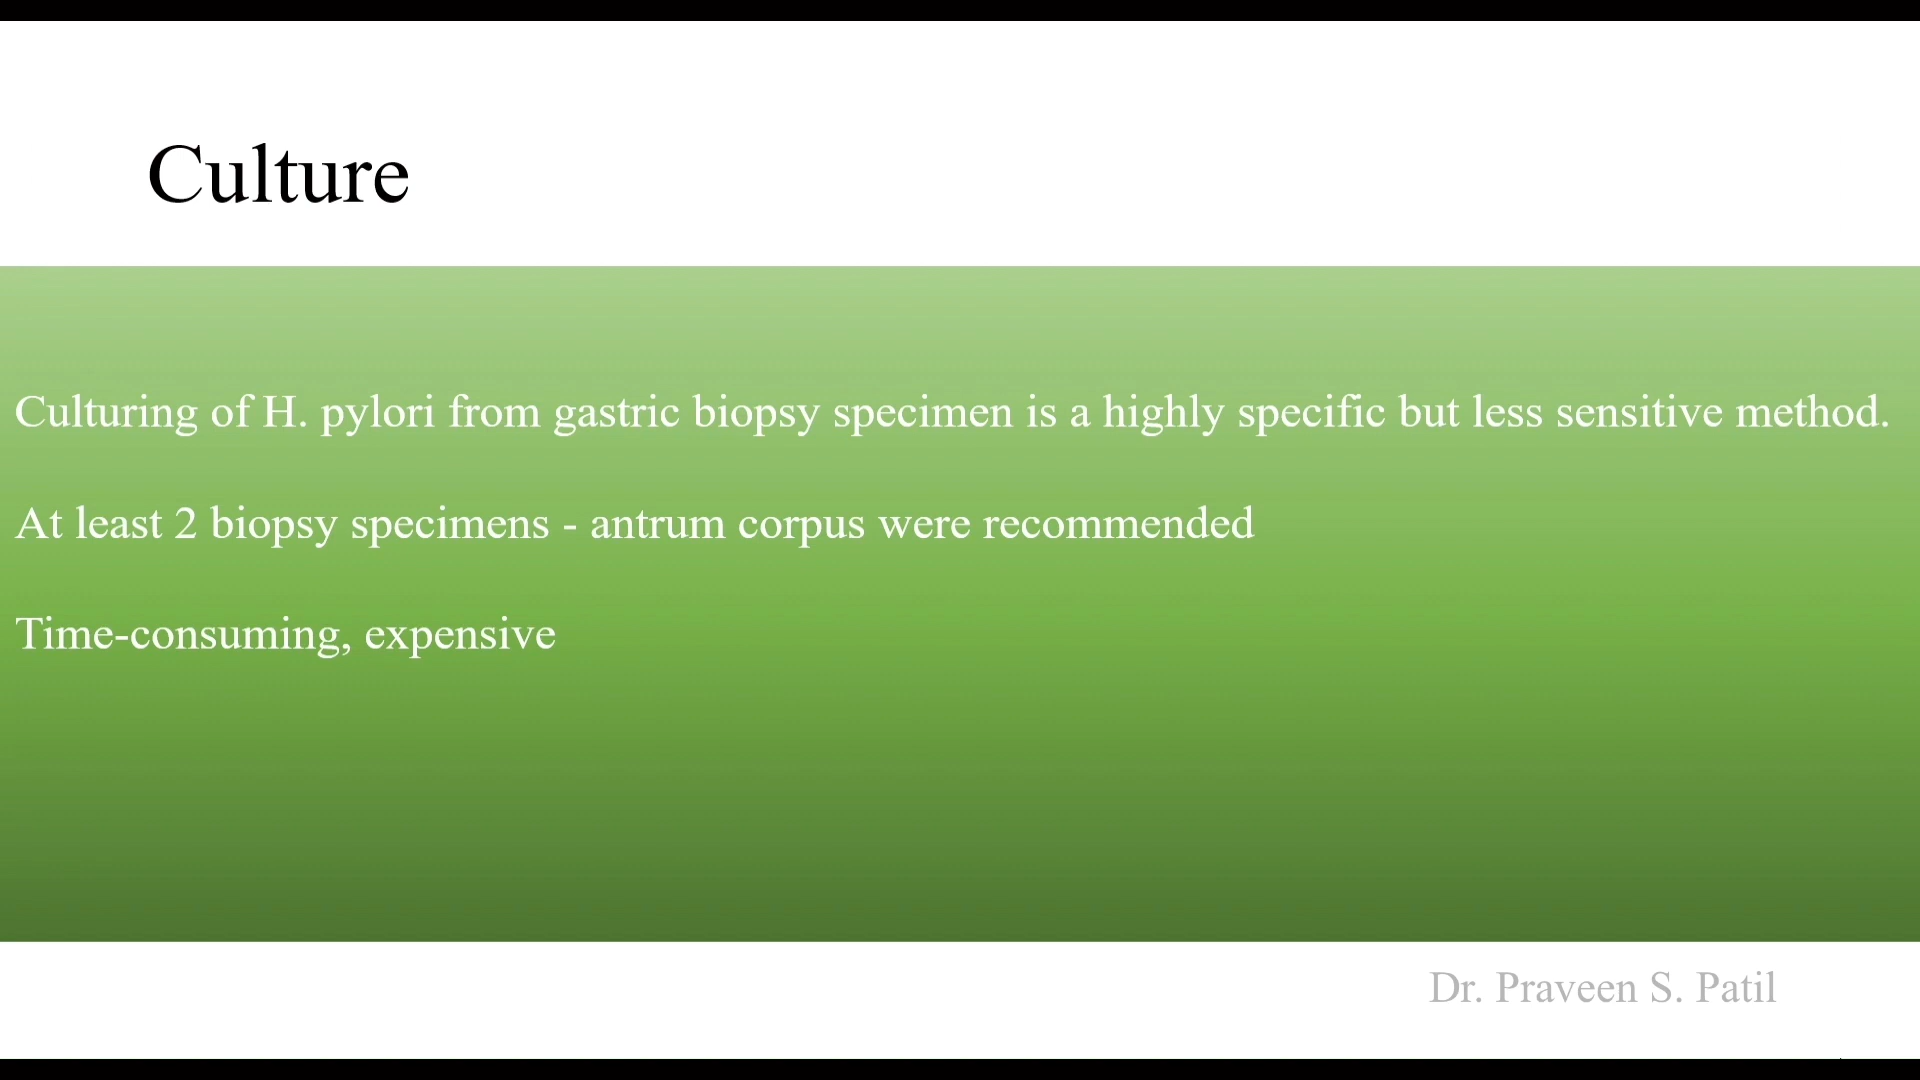 Culture
Culturing of H. pylori from gastric biopsy specimen is a highly specific but less sensitive method.
At least 2 biopsy specimens - antrum corpus were recommended
Time-consuming, expensive
Dr. Praveen S. Patil